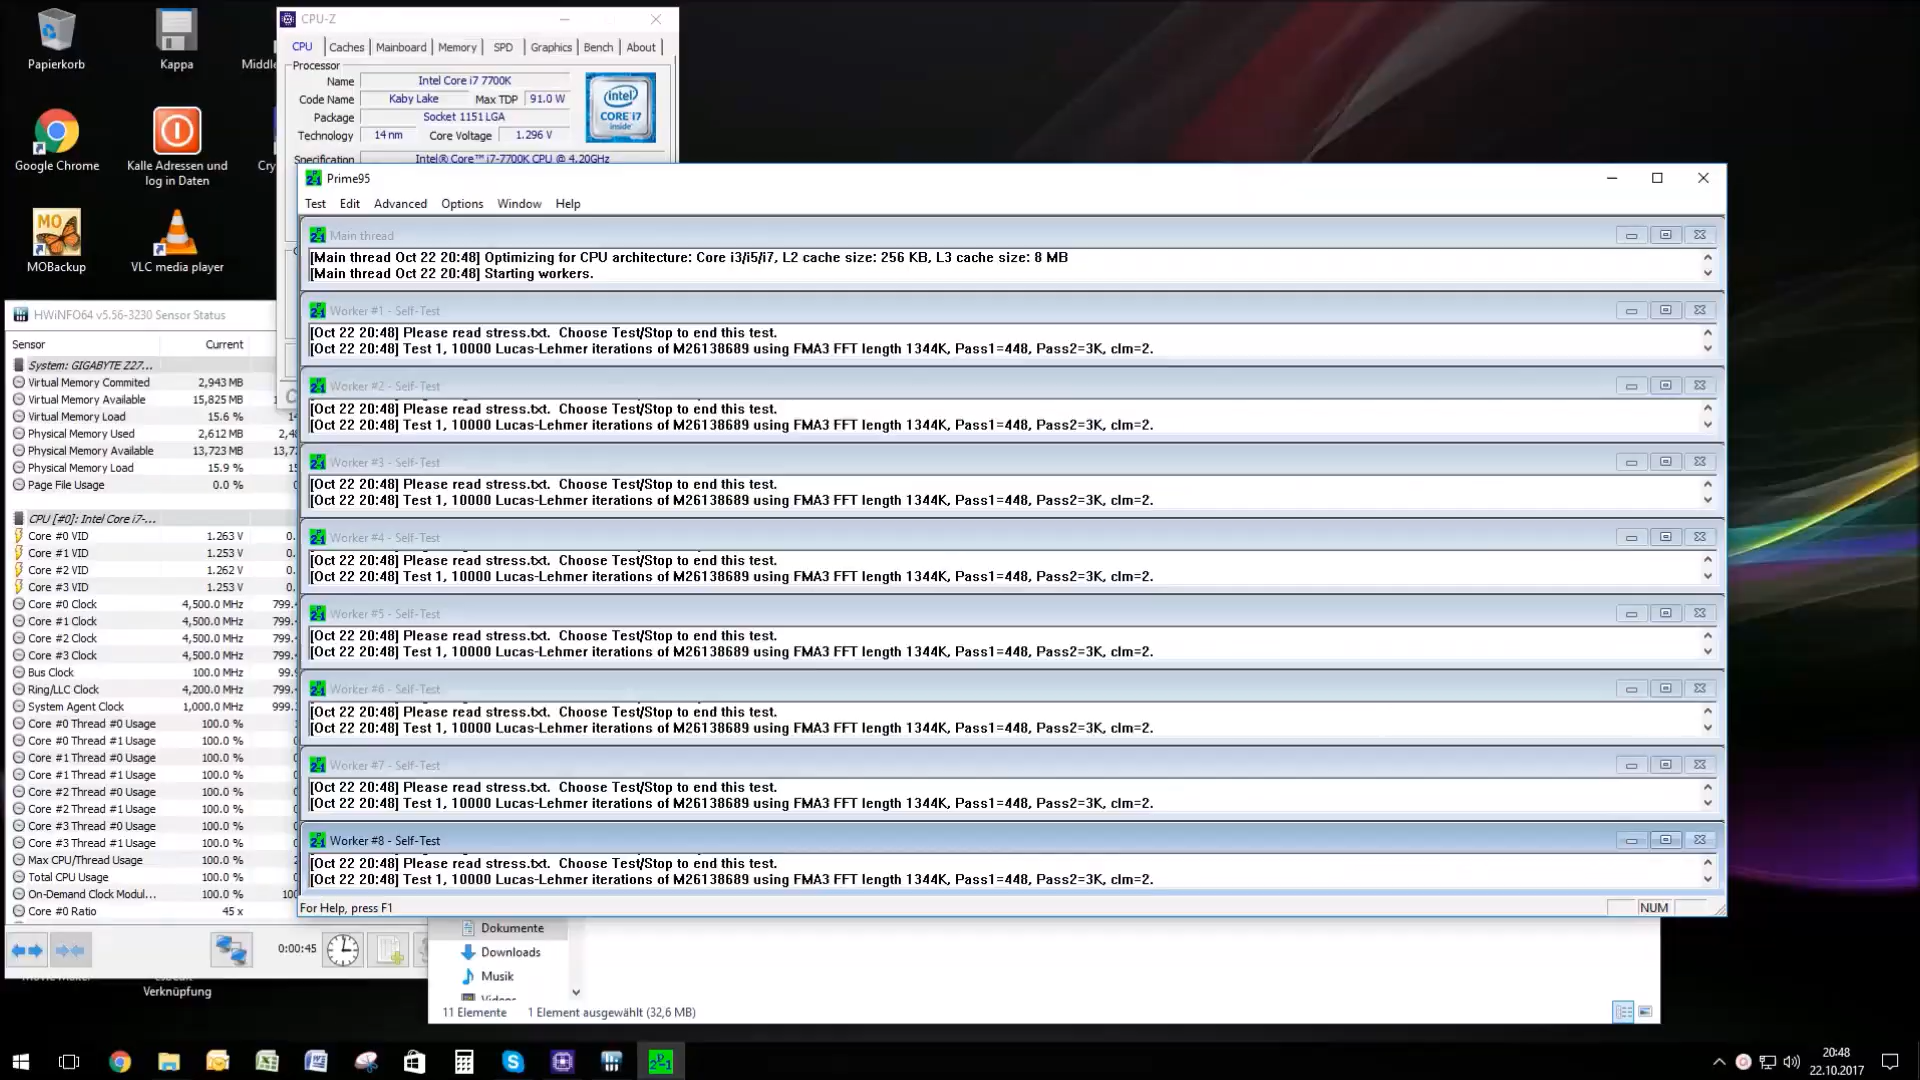 Papierkorb
Kappa
Google Chrome
Kalle Adressen und
log in Daten
MO
MOBackup
VLC media player
CPU-Z
CPU
Caches
Mainboard
Memory
SPD
Graphics
Bench
About
Processor
Name
Intel Core i7 7700K
Code Name
Kaby Lake
Max TDP
91.0 W
Package
Socket 1151 LGA
Technology
14 nm
Core Voltage
1.296 V
Specification
Intel® Core™ i7-7700K CPU @ 4.20GHz
intel
CORE i7
inside
Prime95
Test
Edit
Advanced
Options
Window
Help
Main thread
[Main thread Oct 22 20:48] Optimizing for CPU architecture: Core i3/i5/i7, L2 cache size: 256 KB, L3 cache size: 8 MB
[Main thread Oct 22 20:48] Starting workers.
Worker #1 - Self-Test
[Oct 22 20:48] Please read stress.txt.  Choose Test/Stop to end this test.
[Oct 22 20:48] Test 1, 10000 Lucas-Lehmer iterations of M26138689 using FMA3 FFT length 1344K, Pass1=448, Pass2=3K, clm=2.
Worker #2 - Self-Test
[Oct 22 20:48] Please read stress.txt.  Choose Test/Stop to end this test.
[Oct 22 20:48] Test 1, 10000 Lucas-Lehmer iterations of M26138689 using FMA3 FFT length 1344K, Pass1=448, Pass2=3K, clm=2.
Worker #3 - Self-Test
[Oct 22 20:48] Please read stress.txt.  Choose Test/Stop to end this test.
[Oct 22 20:48] Test 1, 10000 Lucas-Lehmer iterations of M26138689 using FMA3 FFT length 1344K, Pass1=448, Pass2=3K, clm=2.
Worker #4 - Self-Test
[Oct 22 20:48] Please read stress.txt.  Choose Test/Stop to end this test.
[Oct 22 20:48] Test 1, 10000 Lucas-Lehmer iterations of M26138689 using FMA3 FFT length 1344K, Pass1=448, Pass2=3K, clm=2.
Worker #5 - Self-Test
[Oct 22 20:48] Please read stress.txt.  Choose Test/Stop to end this test.
[Oct 22 20:48] Test 1, 10000 Lucas-Lehmer iterations of M26138689 using FMA3 FFT length 1344K, Pass1=448, Pass2=3K, clm=2.
Worker #6 - Self-Test
[Oct 22 20:48] Please read stress.txt.  Choose Test/Stop to end this test.
[Oct 22 20:48] Test 1, 10000 Lucas-Lehmer iterations of M26138689 using FMA3 FFT length 1344K, Pass1=448, Pass2=3K, clm=2.
Worker #7 - Self-Test
[Oct 22 20:48] Please read stress.txt.  Choose Test/Stop to end this test.
[Oct 22 20:48] Test 1, 10000 Lucas-Lehmer iterations of M26138689 using FMA3 FFT length 1344K, Pass1=448, Pass2=3K, clm=2.
Worker #8 - Self-Test
[Oct 22 20:48] Please read stress.txt.  Choose Test/Stop to end this test.
[Oct 22 20:48] Test 1, 10000 Lucas-Lehmer iterations of M26138689 using FMA3 FFT length 1344K, Pass1=448, Pass2=3K, clm=2.
For Help, press F1
NUM
HWiNFO64 v5.56-3230 Sensor Status
Sensor Current
System: GIGABYTE Z27...
Virtual Memory Commited 2,943 MB
Virtual Memory Available 15,825 MB
Virtual Memory Load 15.6 %
Physical Memory Used 2,612 MB
Physical Memory Available 13,723 MB
Physical Memory Load 15.9 %
Page File Usage 0.0 %
CPU [#0]: Intel Core i7-...
Core #0 VID 1.263 V
Core #1 VID 1.253 V
Core #2 VID 1.262 V
Core #3 VID 1.253 V
Core #0 Clock 4,500.0 MHz
Core #1 Clock 4,500.0 MHz
Core #2 Clock 4,500.0 MHz
Core #3 Clock 4,500.0 MHz
Bus Clock 100.0 MHz
Ring/LLC Clock 4,200.0 MHz
System Agent Clock 1,000.0 MHz
Core #0 Thread #0 Usage 100.0 %
Core #0 Thread #1 Usage 100.0 %
Core #1 Thread #0 Usage 100.0 %
Core #1 Thread #1 Usage 100.0 %
Core #2 Thread #0 Usage 100.0 %
Core #2 Thread #1 Usage 100.0 %
Core #3 Thread #0 Usage 100.0 %
Core #3 Thread #1 Usage 100.0 %
Max CPU/Thread Usage 100.0 %
Total CPU Usage 100.0 %
On-Demand Clock Modul... 100.0 %
Core #0 Ratio 45 x
0:00:45
Verknüpfung
Dokumente
Downloads
Musik
Videos
11 Elemente
1 Element ausgewählt (32,6 MB)
20:48
22.10.2017